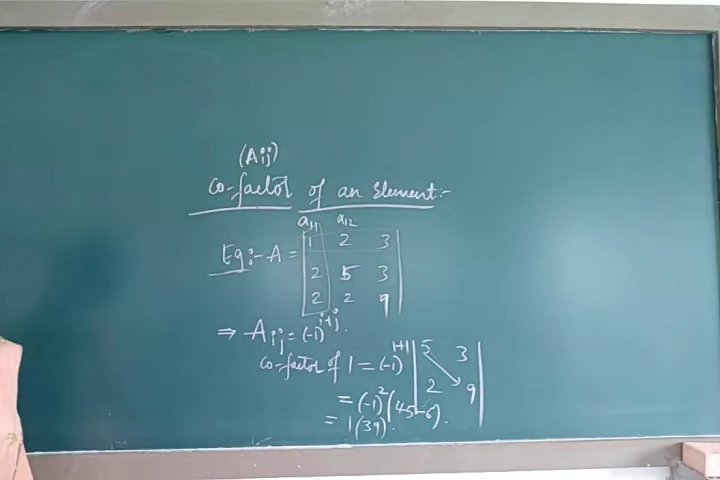 (Aij)
co-factor of an Element:-
a11 a12
Eg:- A = | 1 2 3 |
| 2 5 3 |
| 2 2 9 |
⇒ Aij = (-1)^i+j.
co-factor of 1 = (-1)^1+1 | 5 3 |
| 2 9 |
= (-1)^2 (45-6).
= 1(39).